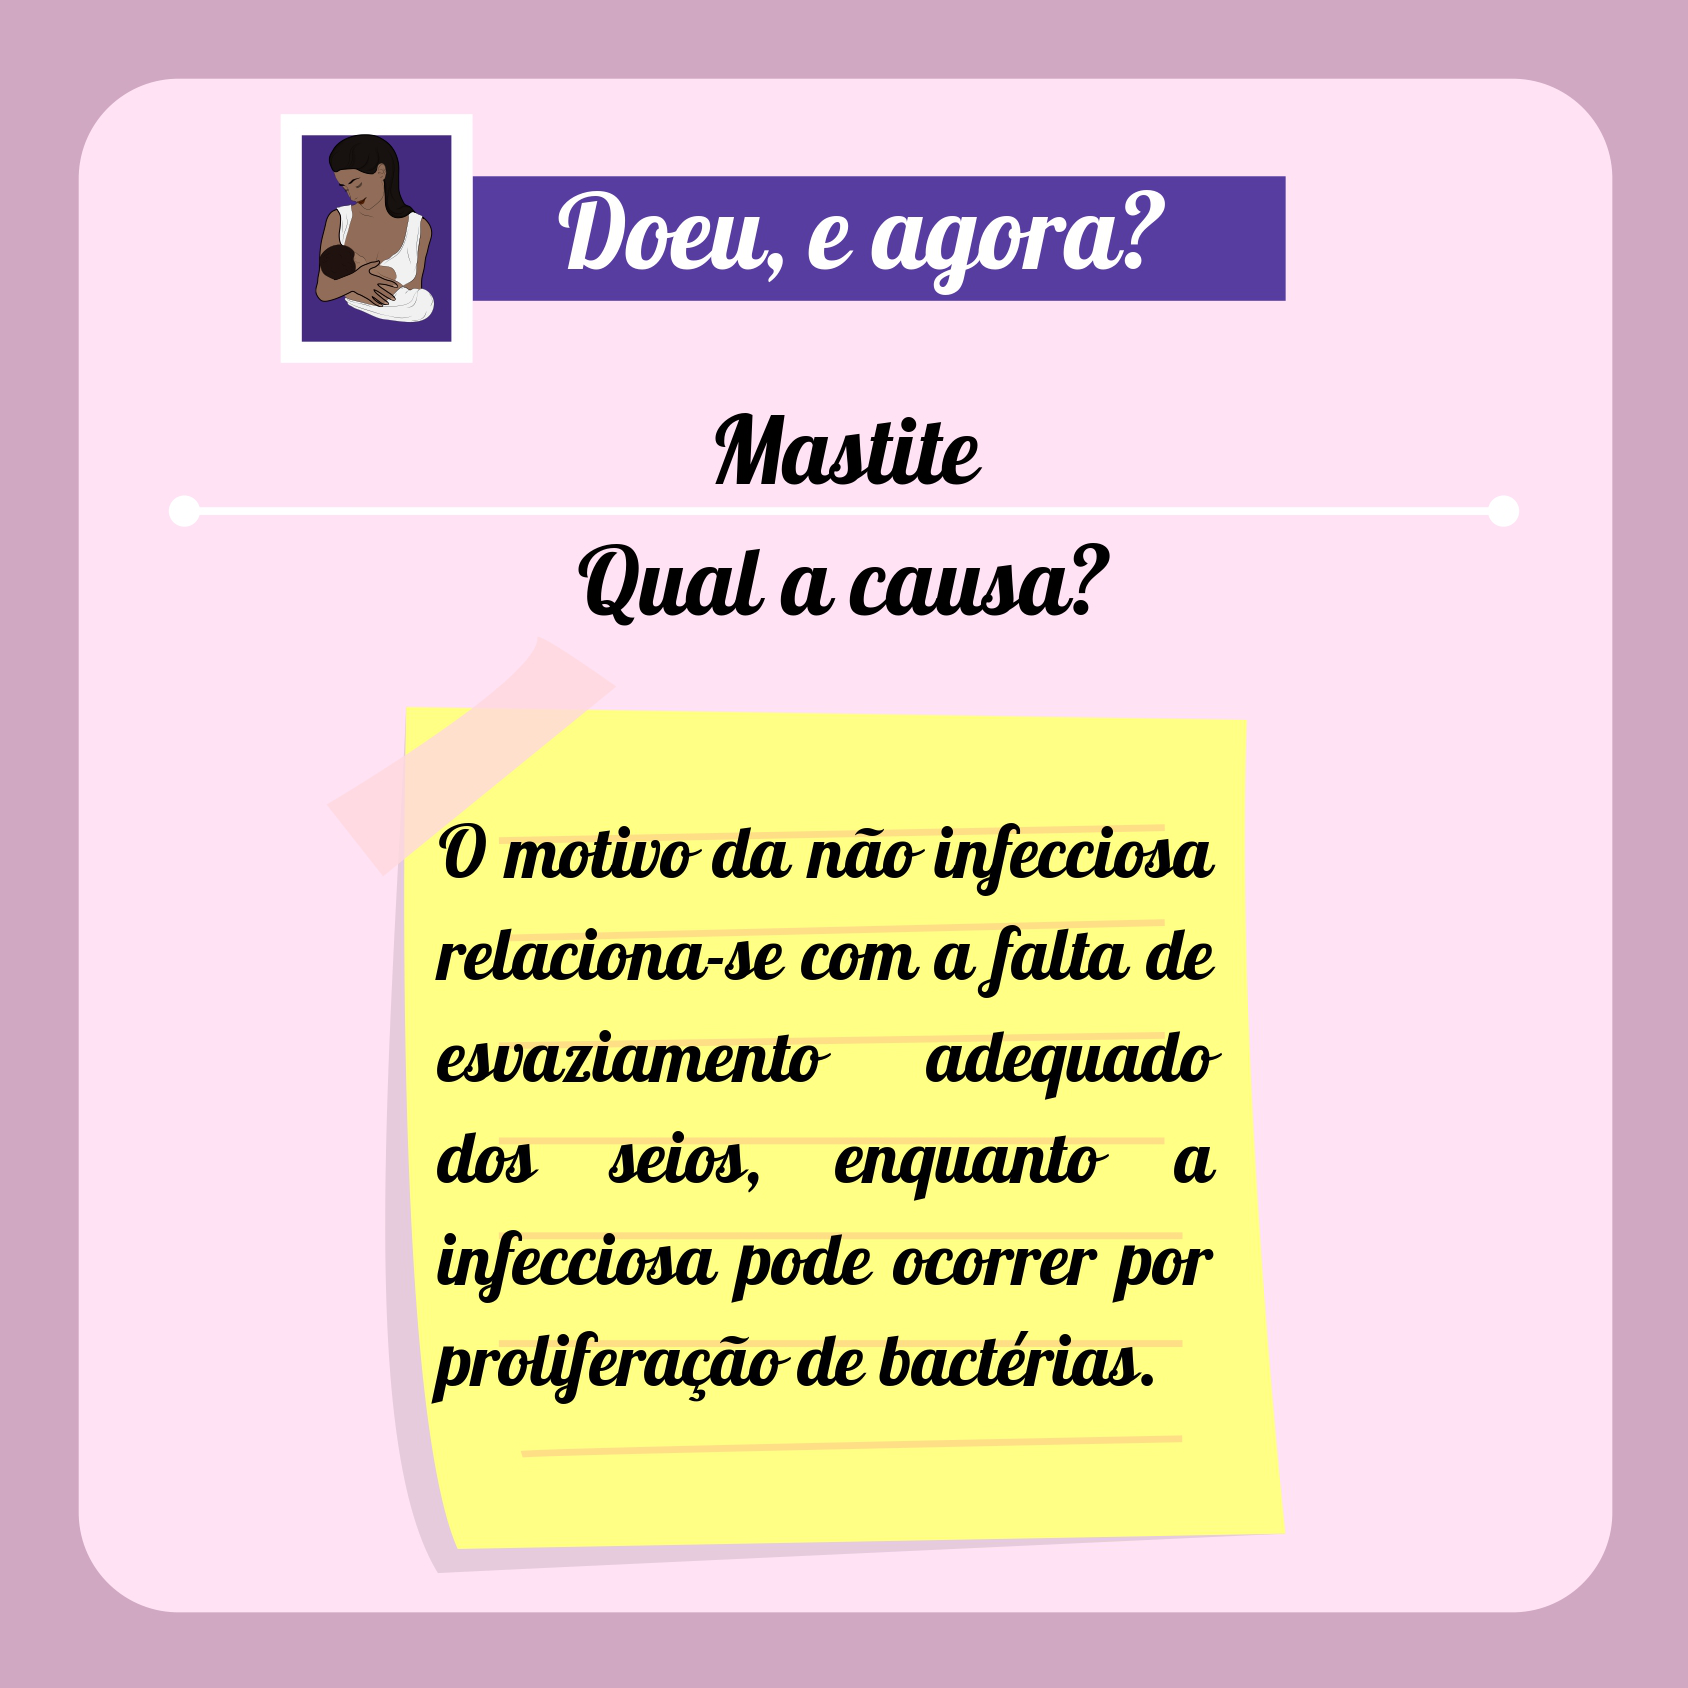 Doeu, e agora?
Mastite
Qual a causa?
O motivo da não infecciosa
relaciona-se com a falta de
esvaziamento adequado
dos seios, enquanto a
infecciosa pode ocorrer por
proliferação de bactérias.